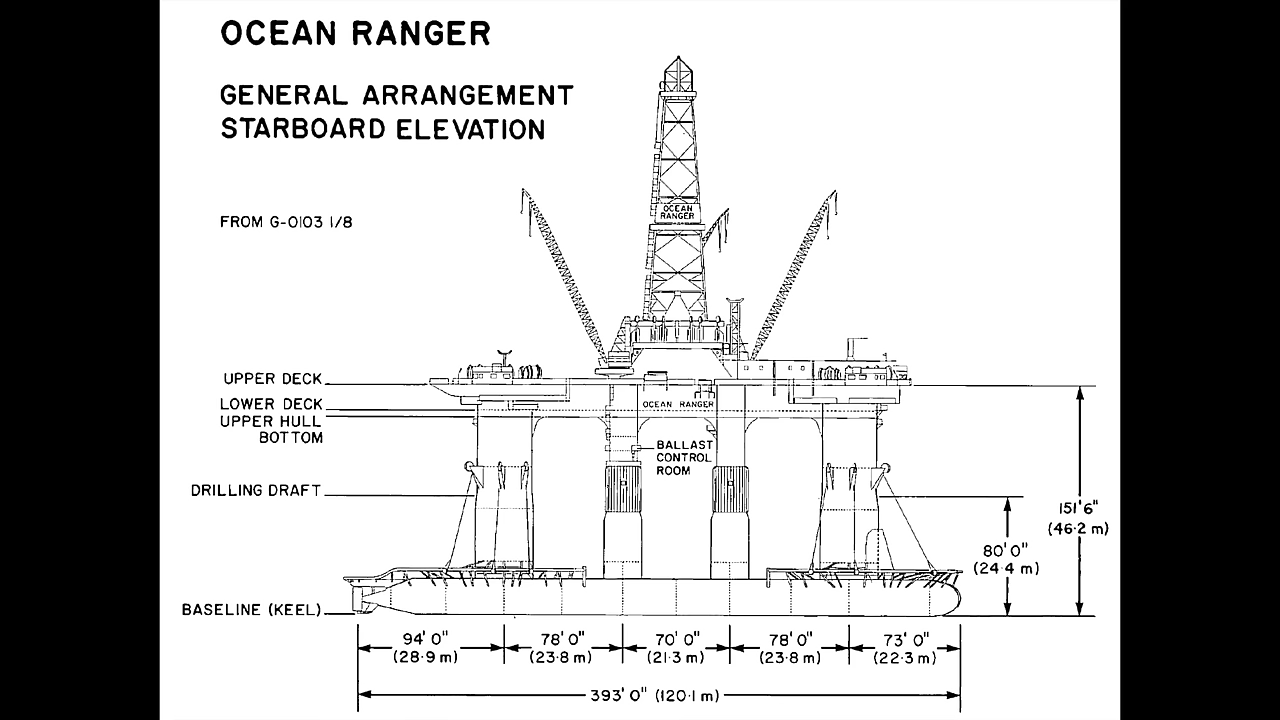 OCEAN RANGER
GENERAL ARRANGEMENT
STARBOARD ELEVATION
FROM G-0103 1/8
OCEAN
RANGER
UPPER DECK
LOWER DECK
UPPER HULL
BOTTOM
OCEAN RANGER
BALLAST
CONTROL
ROOM
DRILLING DRAFT
151'6"
(46·2 m)
80'0"
(24·4 m)
BASELINE (KEEL)
94'0"
(28·9 m)
78'0"
(23·8 m)
70'0"
(21·3 m)
78'0"
(23·8 m)
73'0"
(22·3 m)
393'0" (120·1 m)